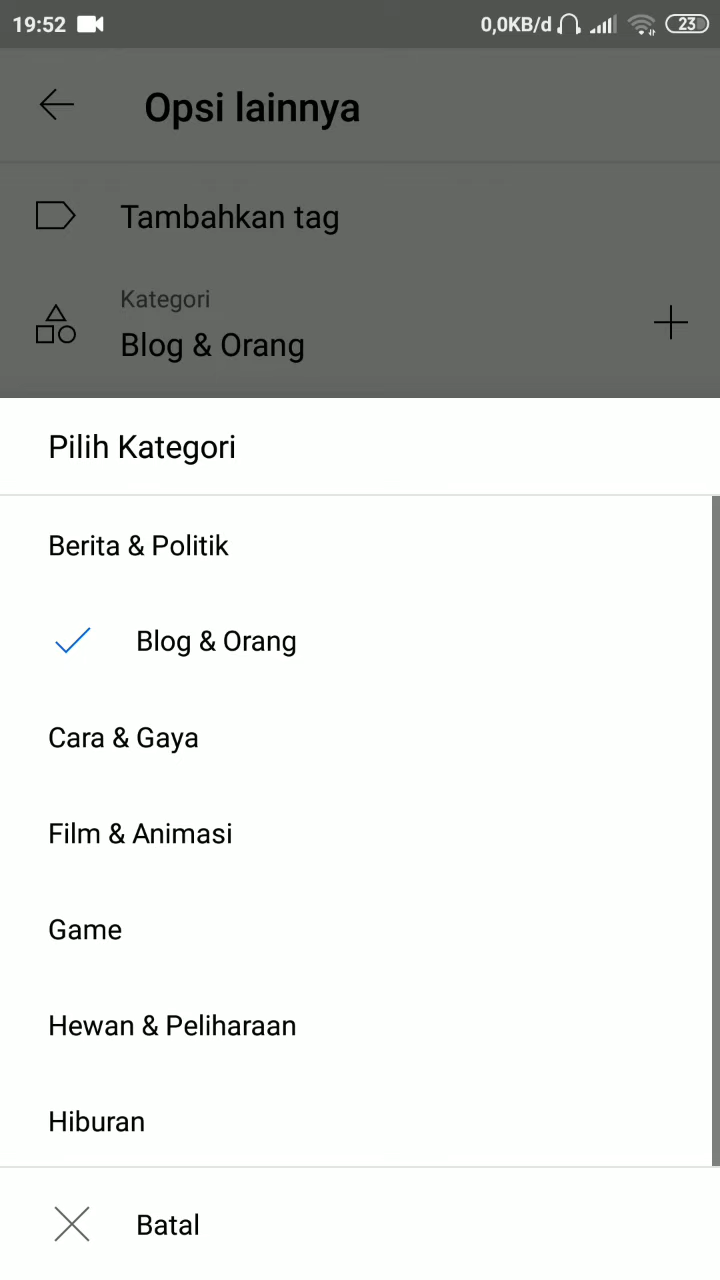 19:52
0,0KB/d
23
Opsi lainnya
Tambahkan tag
Kategori
Blog & Orang
Pilih Kategori
Berita & Politik
Blog & Orang
Cara & Gaya
Film & Animasi
Game
Hewan & Peliharaan
Hiburan
Batal